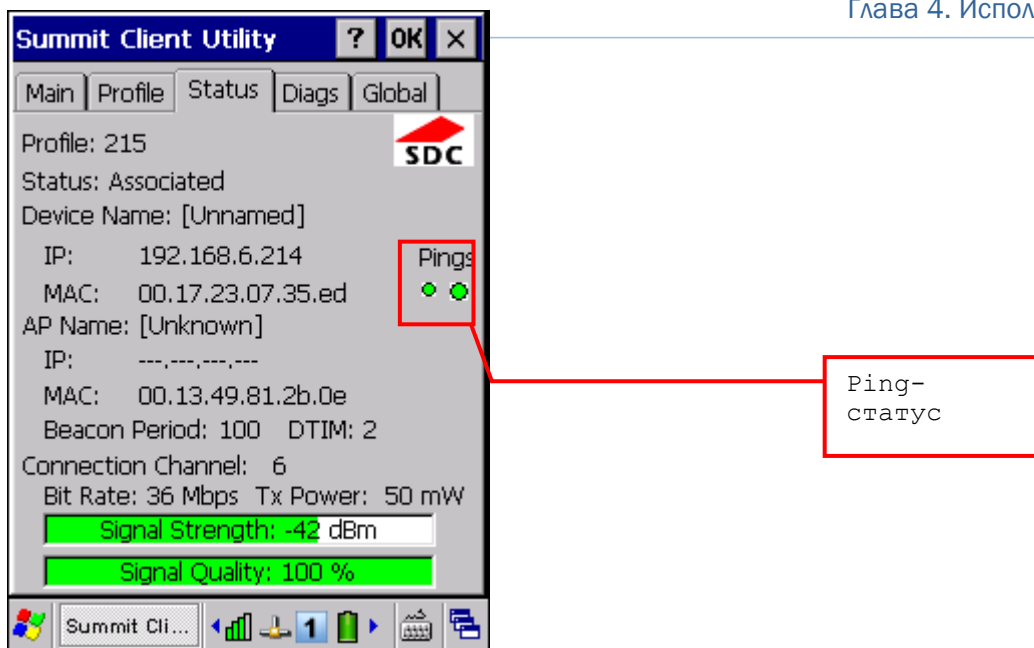 Глава 4. Испол
Summit Client Utility ? OK ×
Main Profile Status Diags Global
Profile: 215
SDC
Status: Associated
Device Name: [Unnamed]
IP: 192.168.6.214 Pings
MAC: 00.17.23.07.35.ed
AP Name: [Unknown]
IP: ---.---.---.---
MAC: 00.13.49.81.2b.0e
Beacon Period: 100 DTIM: 2
Connection Channel: 6
Bit Rate: 36 Mbps Tx Power: 50 mW
Signal Strength: -42 dBm
Signal Quality: 100 %
Summit Cli... 1
Ping-
статус